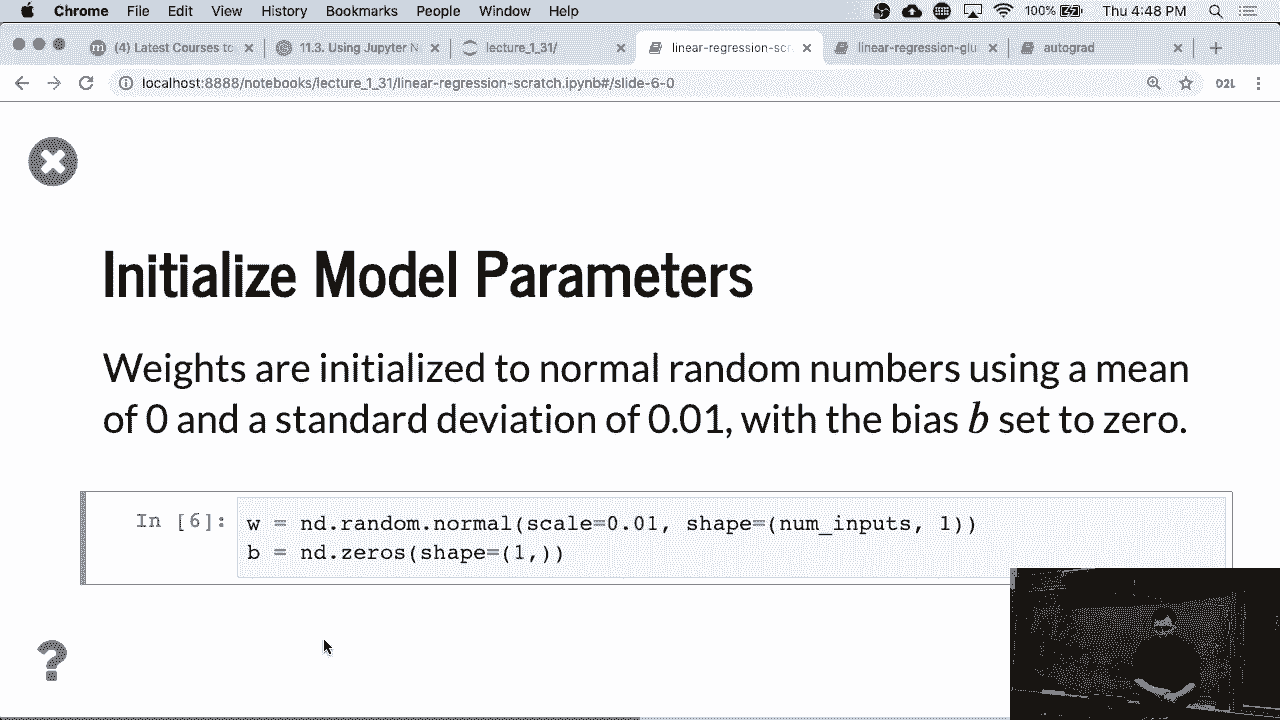 Chrome File Edit View History Bookmarks People Window Help 100% Thu 4:48 PM
(4) Latest Courses to 11.3. Using Jupyter N lecture_1_31/ linear-regression-scr linear-regression-glu autograd
localhost:8888/notebooks/lecture_1_31/linear-regression-scratch.ipynb#/slide-6-0
Initialize Model Parameters
Weights are initialized to normal random numbers using a mean
of 0 and a standard deviation of 0.01, with the bias b set to zero.
In [6]: w = nd.random.normal(scale=0.01, shape=(num_inputs, 1))
b = nd.zeros(shape=(1,))